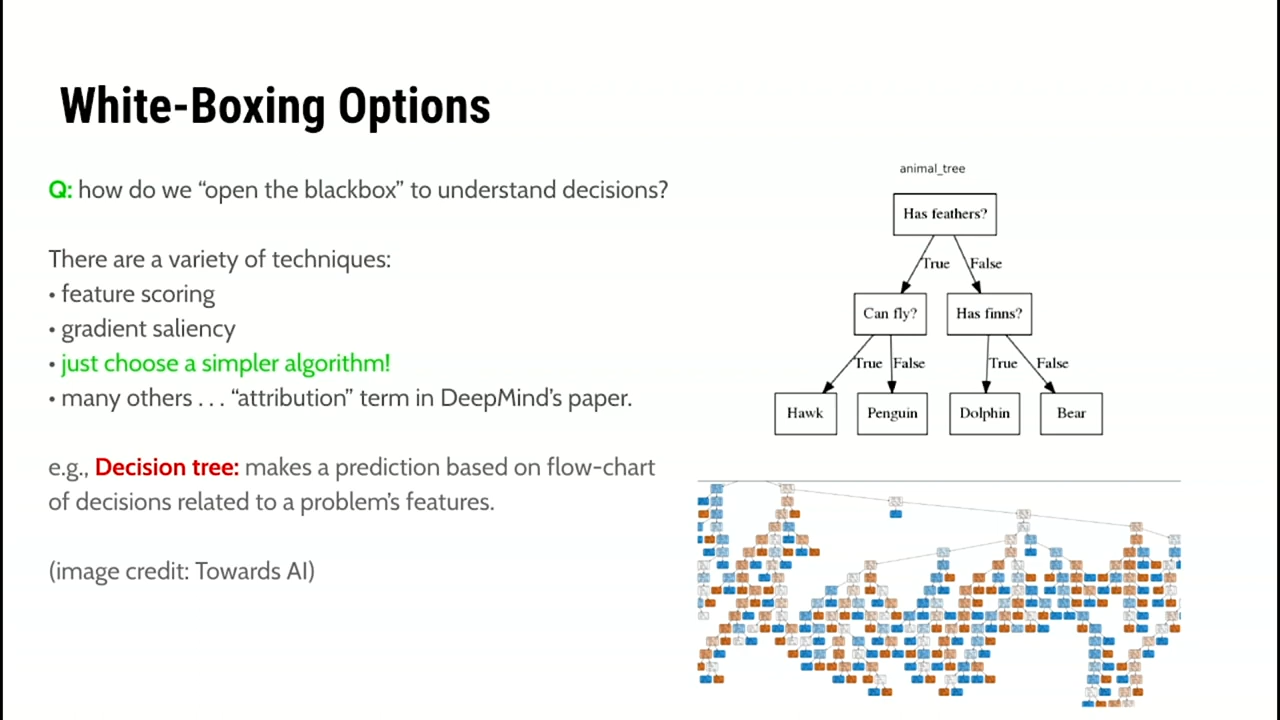 White-Boxing Options
Q: how do we “open the blackbox” to understand decisions?
There are a variety of techniques:
• feature scoring
• gradient saliency
• just choose a simpler algorithm!
• many others . . . “attribution” term in DeepMind’s paper.
e.g., Decision tree: makes a prediction based on flow-chart
of decisions related to a problem’s features.
(image credit: Towards AI)
animal_tree
Has feathers?
True False
Can fly? Has finns?
True False True False
Hawk Penguin Dolphin Bear